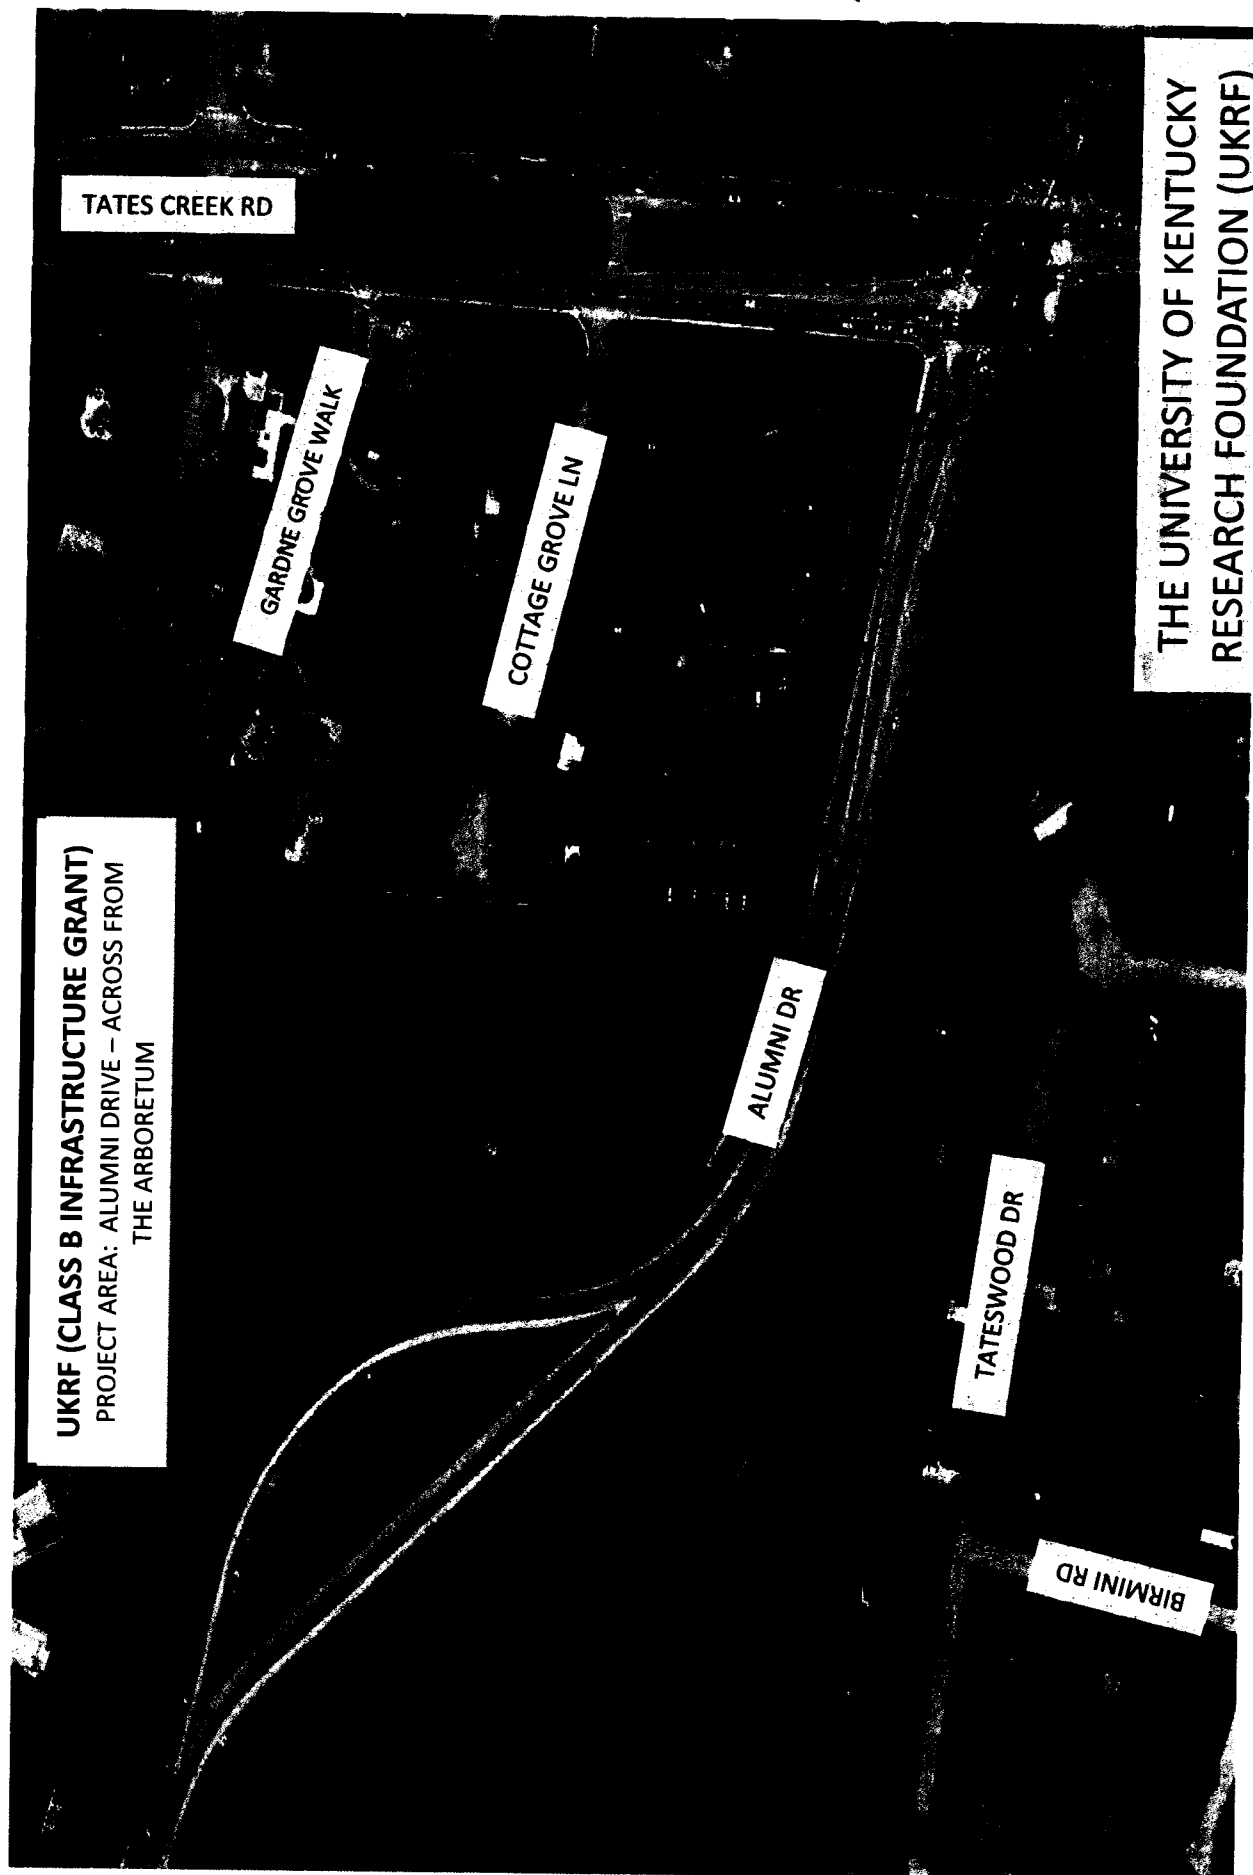 UKRF (CLASS B INFRASTRUCTURE GRANT)
PROJECT AREA: ALUMNI DRIVE – ACROSS FROM
THE ARBORETUM
TATES CREEK RD
GARDNE GROVE WALK
COTTAGE GROVE LN
ALUMNI DR
TATESWOOD DR
BIRMINI RD
THE UNIVERSITY OF KENTUCKY
RESEARCH FOUNDATION (UKRF)